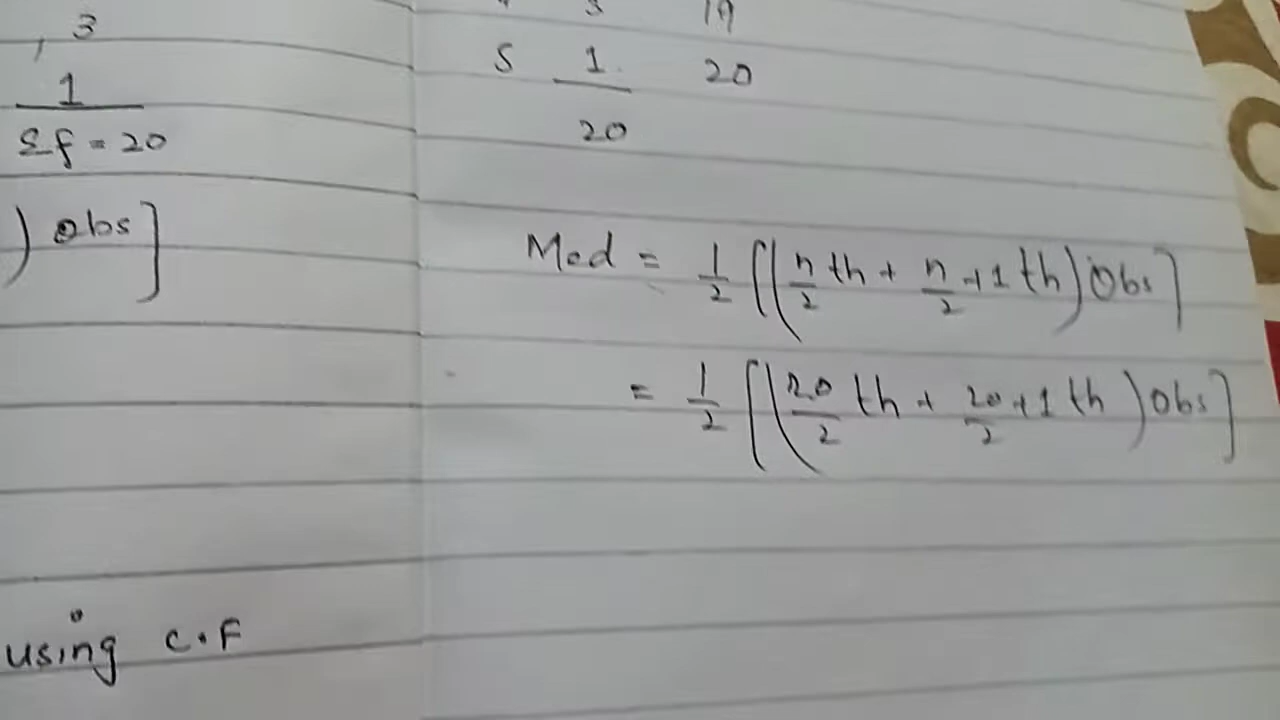 , 3
1
Σf = 20
) Obs]
using C.F
3 19
5 1 20
20
Med = 1/2 [(n/2 th + n/2 +1 th) Obs]
= 1/2 [(20/2 th + 20/2 +1 th) Obs]